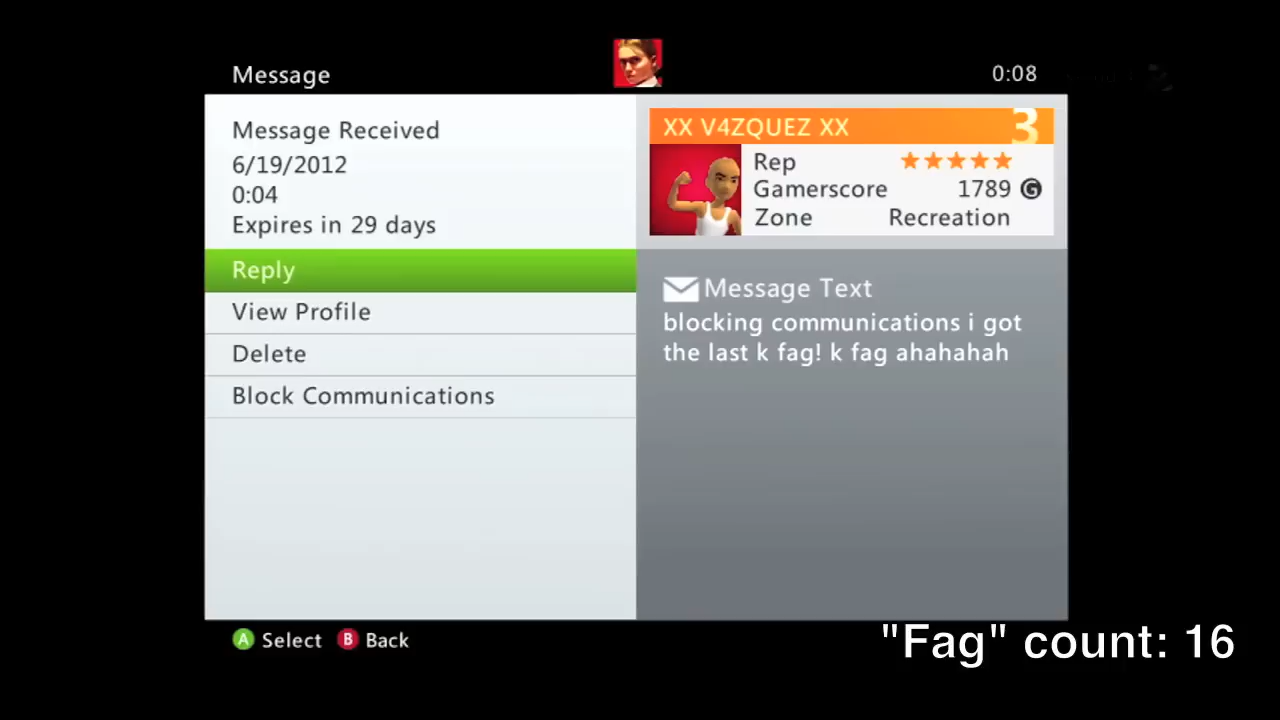 Message
0:08
Message Received
6/19/2012
0:04
Expires in 29 days
Reply
View Profile
Delete
Block Communications
XX V4ZQUEZ XX
3
Rep
Gamerscore 1789 G
Zone Recreation
Message Text
blocking communications i got
the last k fag! k fag ahahahah
A Select B Back
"Fag" count: 16